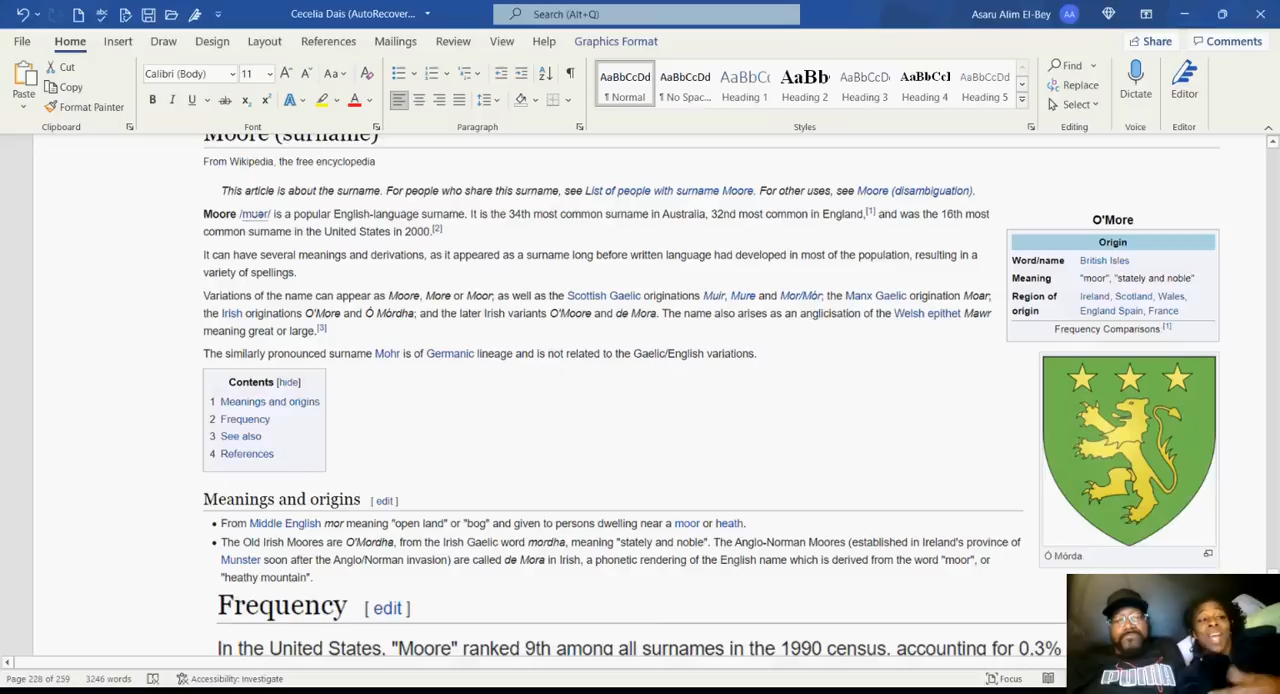 Cecelia Dais (AutoRecover...
Search (Alt+Q)
Asaru Alim El-Bey
AA
File Home Insert Draw Design Layout References Mailings Review View Help Graphics Format
Share Comments
Paste
Cut
Copy
Format Painter
Clipboard
Calibri (Body) 11
Font
Paragraph
AaBbCcDd AaBbCcDd AaBbCc AaBb AaBbCcD AaBbCcl AaBbCcDd
¶ Normal ¶ No Spac... Heading 1 Heading 2 Heading 3 Heading 4 Heading 5
Styles
Find
Replace
Select
Editing
Dictate
Voice
Editor
Editor
Moore (surname)
From Wikipedia, the free encyclopedia
This article is about the surname. For people who share this surname, see List of people with surname Moore. For other uses, see Moore (disambiguation).
Moore /mʊər/ is a popular English-language surname. It is the 34th most common surname in Australia, 32nd most common in England,[1] and was the 16th most
common surname in the United States in 2000.[2]
It can have several meanings and derivations, as it appeared as a surname long before written language had developed in most of the population, resulting in a
variety of spellings.
Variations of the name can appear as Moore, More or Moor; as well as the Scottish Gaelic originations Muir, Mure and Mor/Mór; the Manx Gaelic origination Moar;
the Irish originations O'More and Ó Mórdha; and the later Irish variants O'Moore and de Mora. The name also arises as an anglicisation of the Welsh epithet Mawr
meaning great or large.[3]
The similarly pronounced surname Mohr is of Germanic lineage and is not related to the Gaelic/English variations.
O'More
Origin
Word/name British Isles
Meaning "moor", "stately and noble"
Region of origin Ireland, Scotland, Wales,
England Spain, France
Frequency Comparisons [1]
Ó Mórda.
Contents [hide]
1 Meanings and origins
2 Frequency
3 See also
4 References
Meanings and origins [ edit ]
• From Middle English mor meaning "open land" or "bog" and given to persons dwelling near a moor or heath.
• The Old Irish Moores are O'Mordha, from the Irish Gaelic word mordha, meaning "stately and noble". The Anglo-Norman Moores (established in Ireland's province of
Munster soon after the Anglo/Norman invasion) are called de Mora in Irish, a phonetic rendering of the English name which is derived from the word "moor", or
"heathy mountain".
Frequency [ edit ]
In the United States, "Moore" ranked 9th among all surnames in the 1990 census, accounting for 0.3%
PUMA
Page 228 of 259 3246 words Accessibility: Investigate Focus